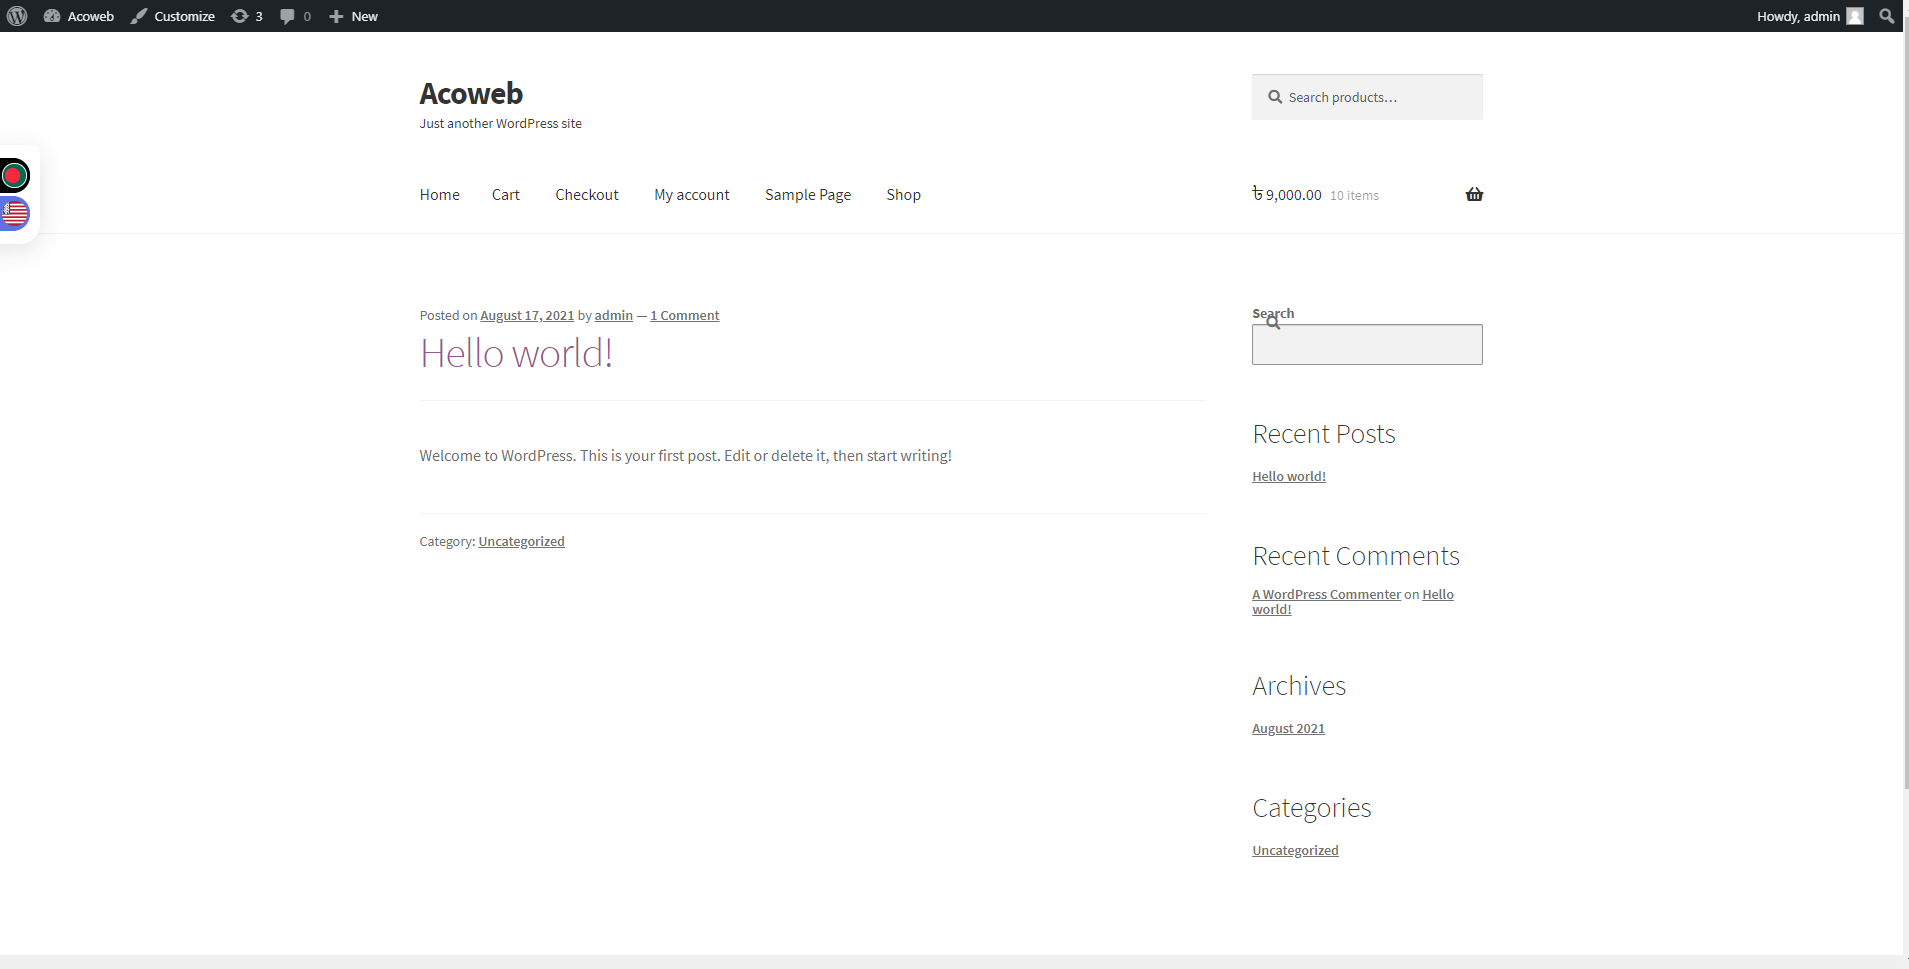 Acoweb Customize 3 0 New Howdy, admin
Acoweb
Just another WordPress site
Search products…
Home Cart Checkout My account Sample Page Shop
৳ 9,000.00 10 items
Posted on August 17, 2021 by admin — 1 Comment
Hello world!
Welcome to WordPress. This is your first post. Edit or delete it, then start writing!
Category: Uncategorized
Search
Recent Posts
Hello world!
Recent Comments
A WordPress Commenter on Hello
world!
Archives
August 2021
Categories
Uncategorized